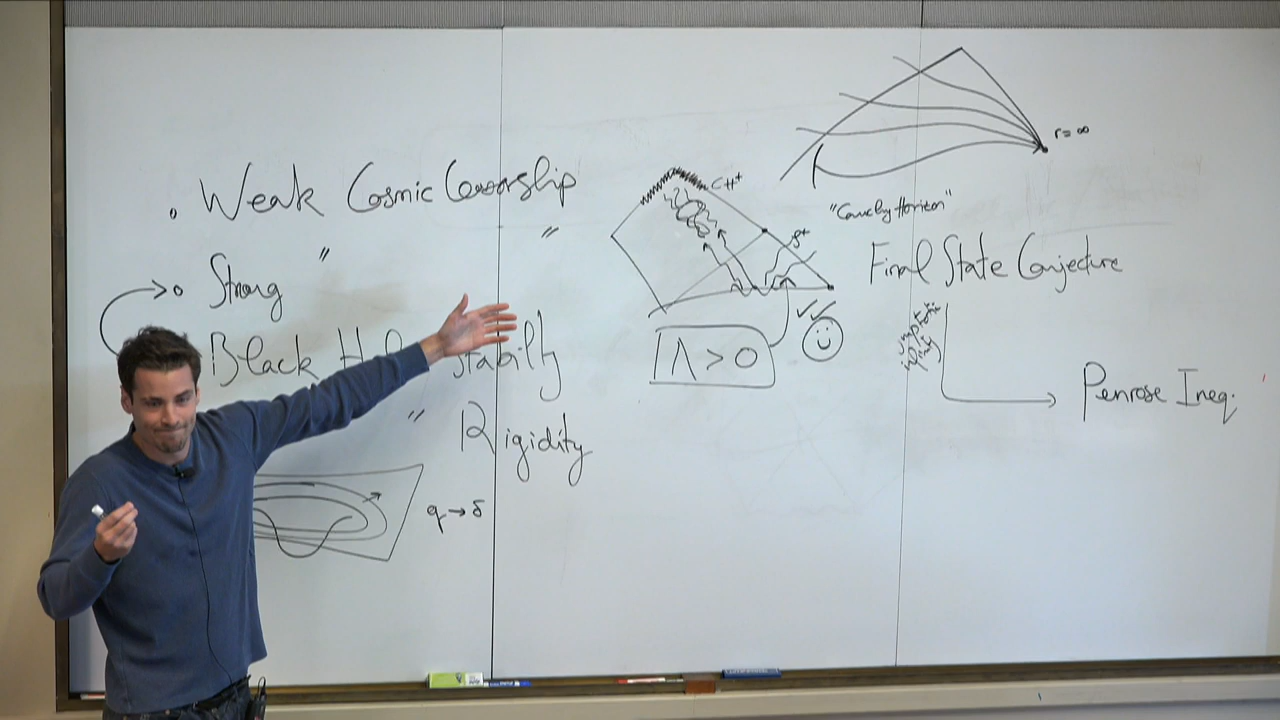 Weak Cosmic Censorship
Strong " "
Black Hole Stability
" Rigidity
q → δ
CH⁺
𝓘⁺
Λ > 0
r = ∞
"Cauchy Horizon"
Final State Conjecture
Penrose Ineq.